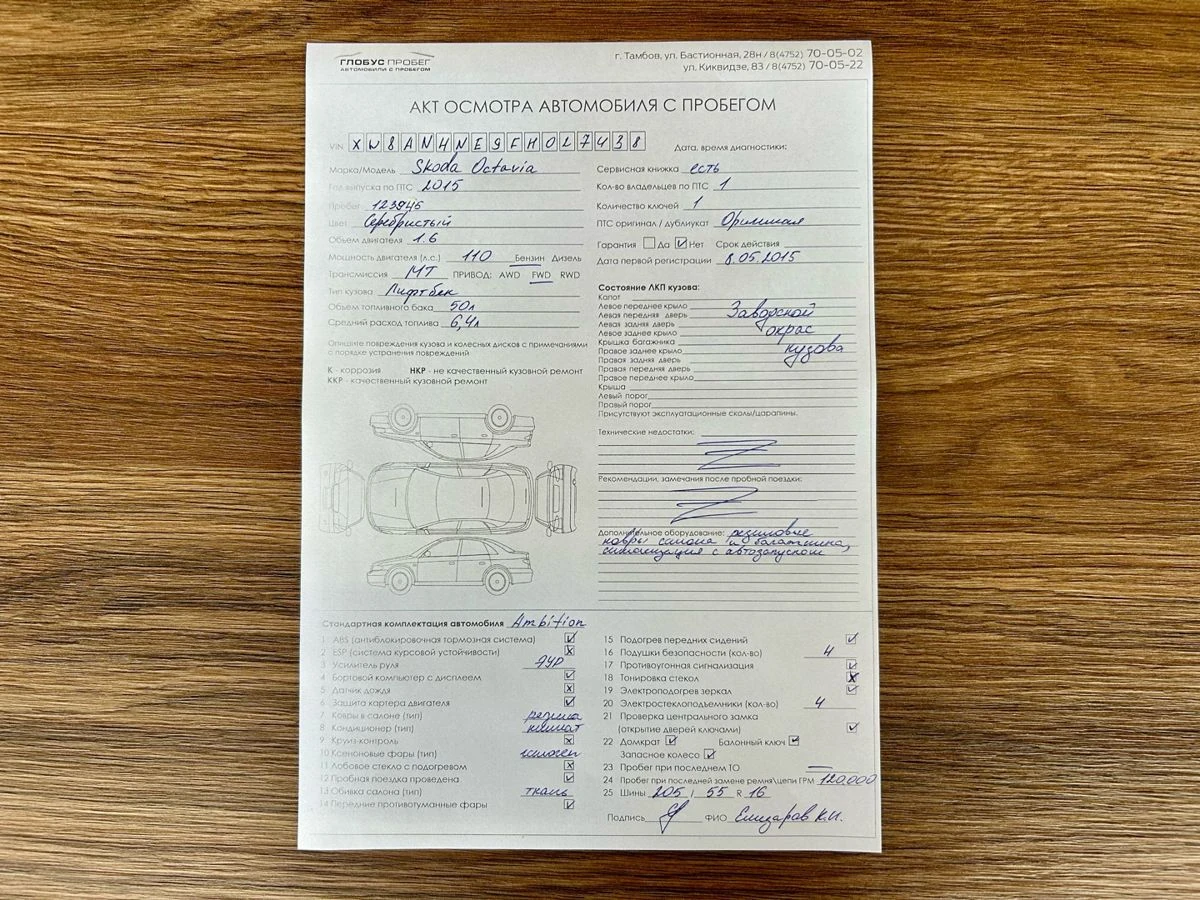 ГЛОБУС ПРОБЕГ
АВТОМОБИЛИ С ПРОБЕГОМ
г. Тамбов, ул. Бастионная, 28н / 8(4752) 70-05-02
ул. Киквидзе, 83 / 8(4752) 70-05-22
АКТ ОСМОТРА АВТОМОБИЛЯ С ПРОБЕГОМ
VIN XW8AN4NE9FH027438
Дата, время диагностики:
Марка/Модель Skoda Octavia
Год выпуска по ПТС 2015
Пробег 123945
Цвет Серебристый
Объем двигателя 1.6
Мощность двигателя (л.с.) 110 Бензин Дизель
Трансмиссия МТ ПРИВОД: AWD FWD RWD
Тип кузова Лифтбек
Объем топливного бака 50л
Средний расход топлива 6,4л
Сервисная книжка есть
Кол-во владельцев по ПТС 1
Количество ключей 1
ПТС оригинал / дубликат
Гарантия Да Нет Срок действия
Дата первой регистрации 8.05.2015
Опишите повреждения кузова и колесных дисков с примечаниями
о порядке устранения повреждений
К - коррозия НКР - не качественный кузовной ремонт
ККР - качественный кузовной ремонт
Состояние ЛКП кузова:
Капот
Левое переднее крыло Заводской
Левая передняя дверь
Левая задняя дверь окрас
Левое заднее крыло
Крышка багажника кузова
Правое заднее крыло
Правая задняя дверь
Правая передняя дверь
Правое переднее крыло
Крыша
Левый порог
Правый порог
Присутствуют эксплуатационные сколы/царапины.
Технические недостатки:
Рекомендации, замечания после пробной поездки:
Дополнительное оборудование: резиновые
ковры салона и багажника,
сигнализация с автозапуском
Стандартная комплектация автомобиля Ambition
1 ABS (антиблокировочная тормозная система)
2 ESP (система курсовой устойчивости)
3 Усилитель руля ЭУР
4 Бортовой компьютер с дисплеем
5 Датчик дождя
6 Защита картера двигателя
7 Ковры в салоне (тип) резина
8 Кондиционер (тип) климат
9 Круиз-контроль
10 Ксеноновые фары (тип) галоген
11 Лобовое стекло с подогревом
12 Пробная поездка проведена
13 Обивка салона (тип) ткань
14 Передние противотуманные фары
15 Подогрев передних сидений
16 Подушки безопасности (кол-во) 4
17 Противоугонная сигнализация
18 Тонировка стекол
19 Электроподогрев зеркал
20 Электростеклоподъемники (кол-во) 4
21 Проверка центрального замка
(открытие дверей ключами)
22 Домкрат Балонный ключ
Запасное колесо
23 Пробег при последнем ТО
24 Пробег при последней замене ремня\цепи ГРМ 120.000
25 Шины 205 / 55 R 16
Подпись ФИО Елизаров К.И.